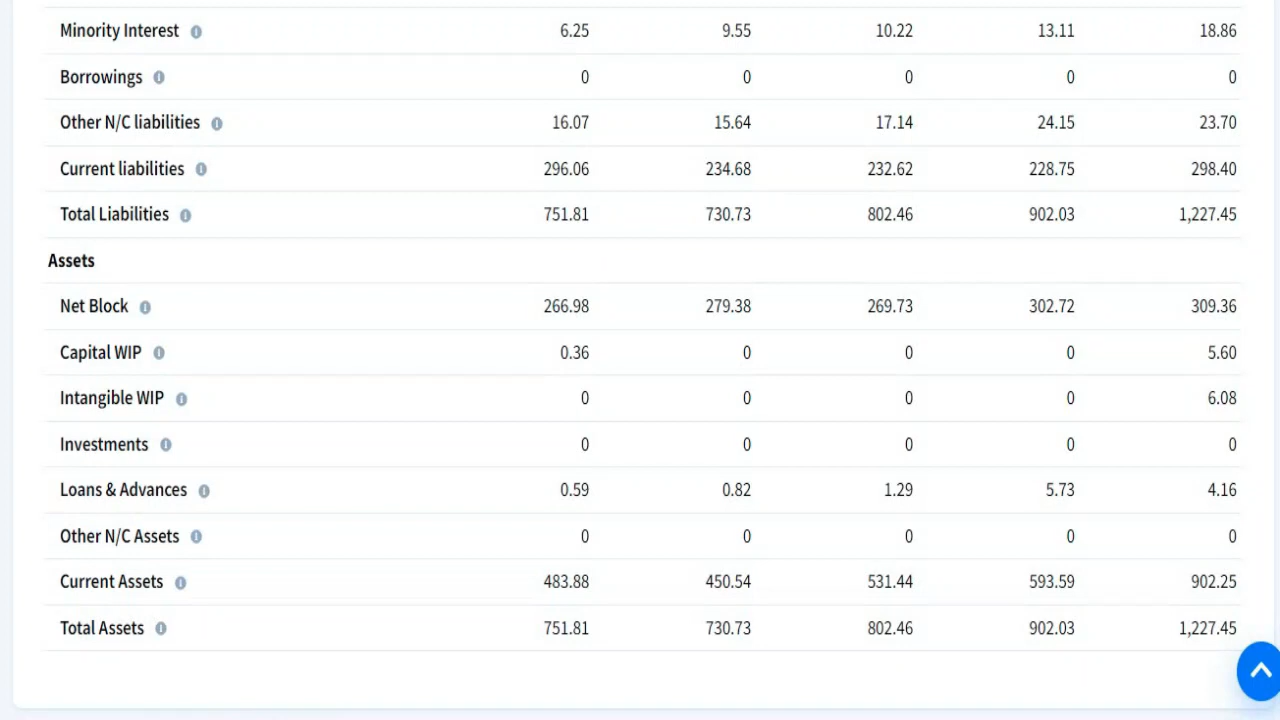 Minority Interest 6.25 9.55 10.22 13.11 18.86
Borrowings 0 0 0 0 0
Other N/C liabilities 16.07 15.64 17.14 24.15 23.70
Current liabilities 296.06 234.68 232.62 228.75 298.40
Total Liabilities 751.81 730.73 802.46 902.03 1,227.45
Assets
Net Block 266.98 279.38 269.73 302.72 309.36
Capital WIP 0.36 0 0 0 5.60
Intangible WIP 0 0 0 0 6.08
Investments 0 0 0 0 0
Loans & Advances 0.59 0.82 1.29 5.73 4.16
Other N/C Assets 0 0 0 0 0
Current Assets 483.88 450.54 531.44 593.59 902.25
Total Assets 751.81 730.73 802.46 902.03 1,227.45